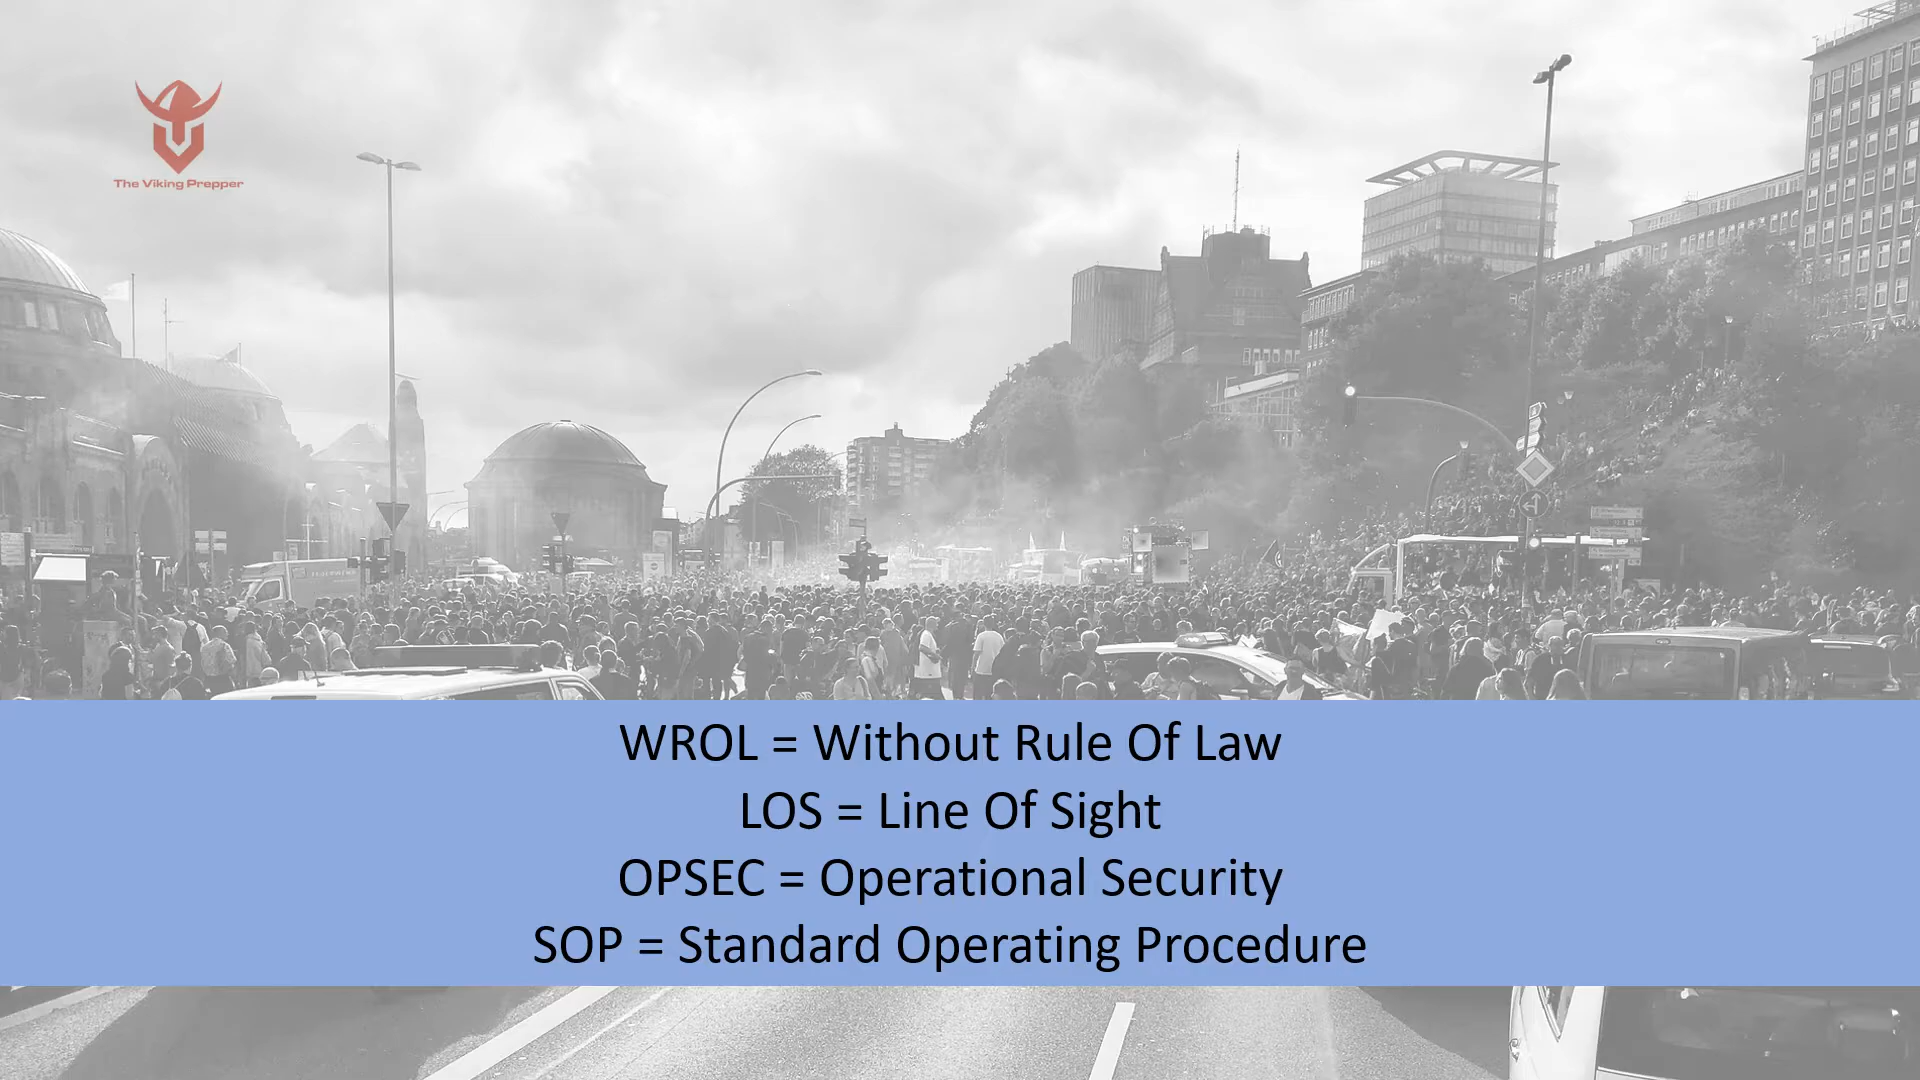 The Viking Prepper
WROL = Without Rule Of Law
LOS = Line Of Sight
OPSEC = Operational Security
SOP = Standard Operating Procedure